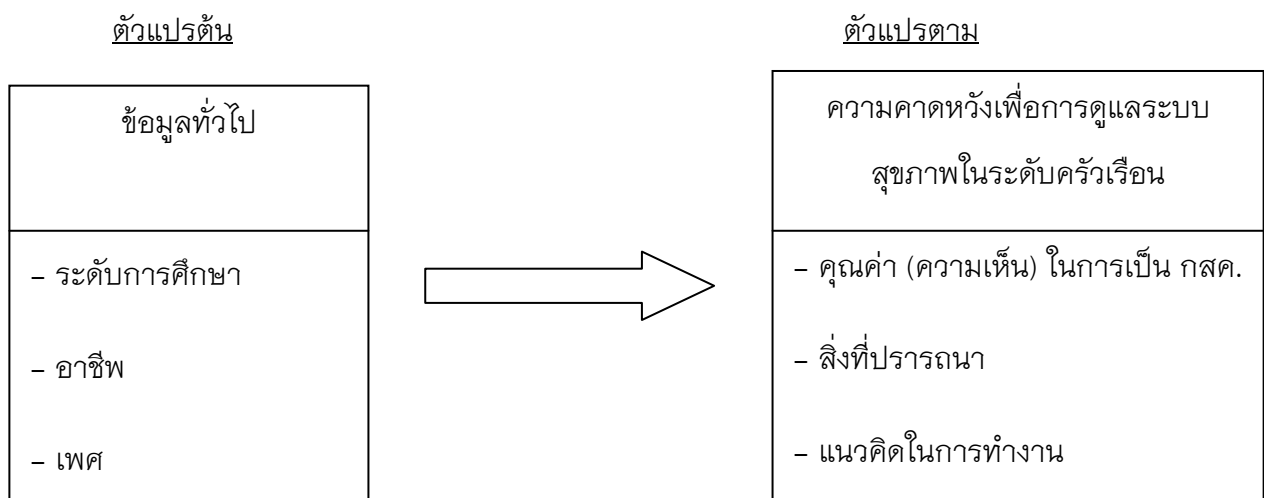 ตัวแปรต้น
ตัวแปรตาม
ข้อมูลทั่วไป
– ระดับการศึกษา
– อาชีพ
– เพศ
ความคาดหวังเพื่อการดูแลระบบ
สุขภาพในระดับครัวเรือน
– คุณค่า (ความเห็น) ในการเป็น กสค.
– สิ่งที่ปรารถนา
– แนวคิดในการทำงาน